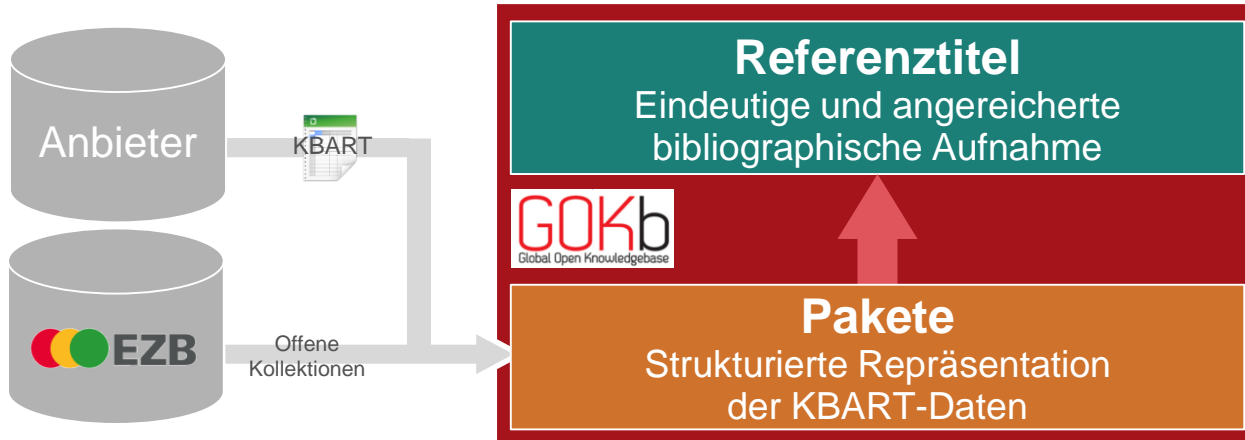 Anbieter
KBART
EZB
Offene
Kollektionen
Referenztitel
Eindeutige und angereicherte
bibliographische Aufnahme
GOKb
Global Open Knowledgebase
Pakete
Strukturierte Repräsentation
der KBART-Daten